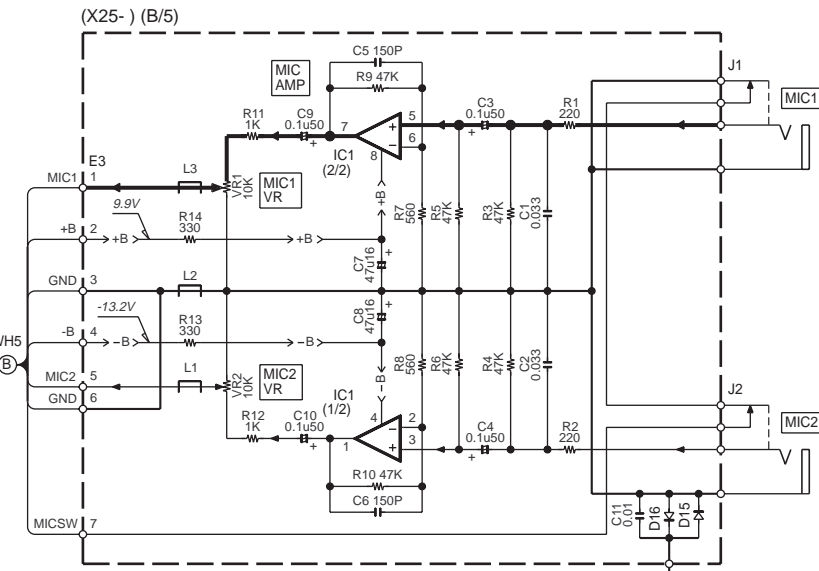 (X25- ) (B/5)
C5 150P
R9 47K
MIC
AMP
J1
MIC1
R11
1K
C9
0.1u50
+
7
5
6
8
+
−
IC1
(2/2)
C3
0.1u50
+
R1
220
E3
MIC1
1
L3
VR1
10K
MIC1
VR
+B
2
+B
9.9V
R14
330
+B
+B
C7
47u16
+
R7
560
R5
47K
R3
47K
C1
0.033
GND
3
L2
-B
4
−B
-13.2V
R13
330
−B
−B
C8
47u16
+
R8
560
R6
47K
R4
47K
C2
0.033
WH5
B
MIC2
5
L1
VR2
10K
MIC2
VR
GND
6
IC1
(1/2)
4
2
3
1
−
+
R12
1K
C10
0.1u50
+
C4
0.1u50
+
R2
220
J2
MIC2
R10 47K
C6 150P
MICSW
7
C11
0.01
D16
D15